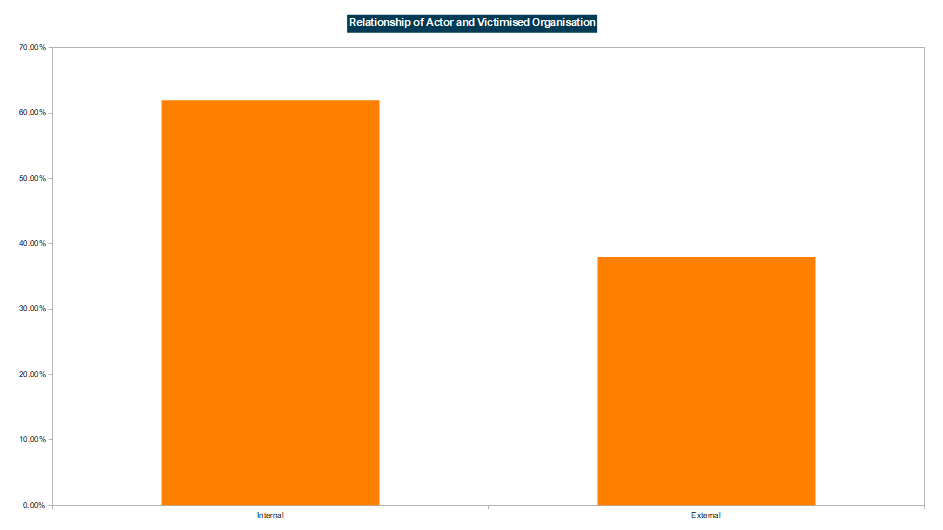 Relationship of Actor and Victimised Organisation
70.00%
60.00%
50.00%
40.00%
30.00%
20.00%
10.00%
0.00%
Internal
External